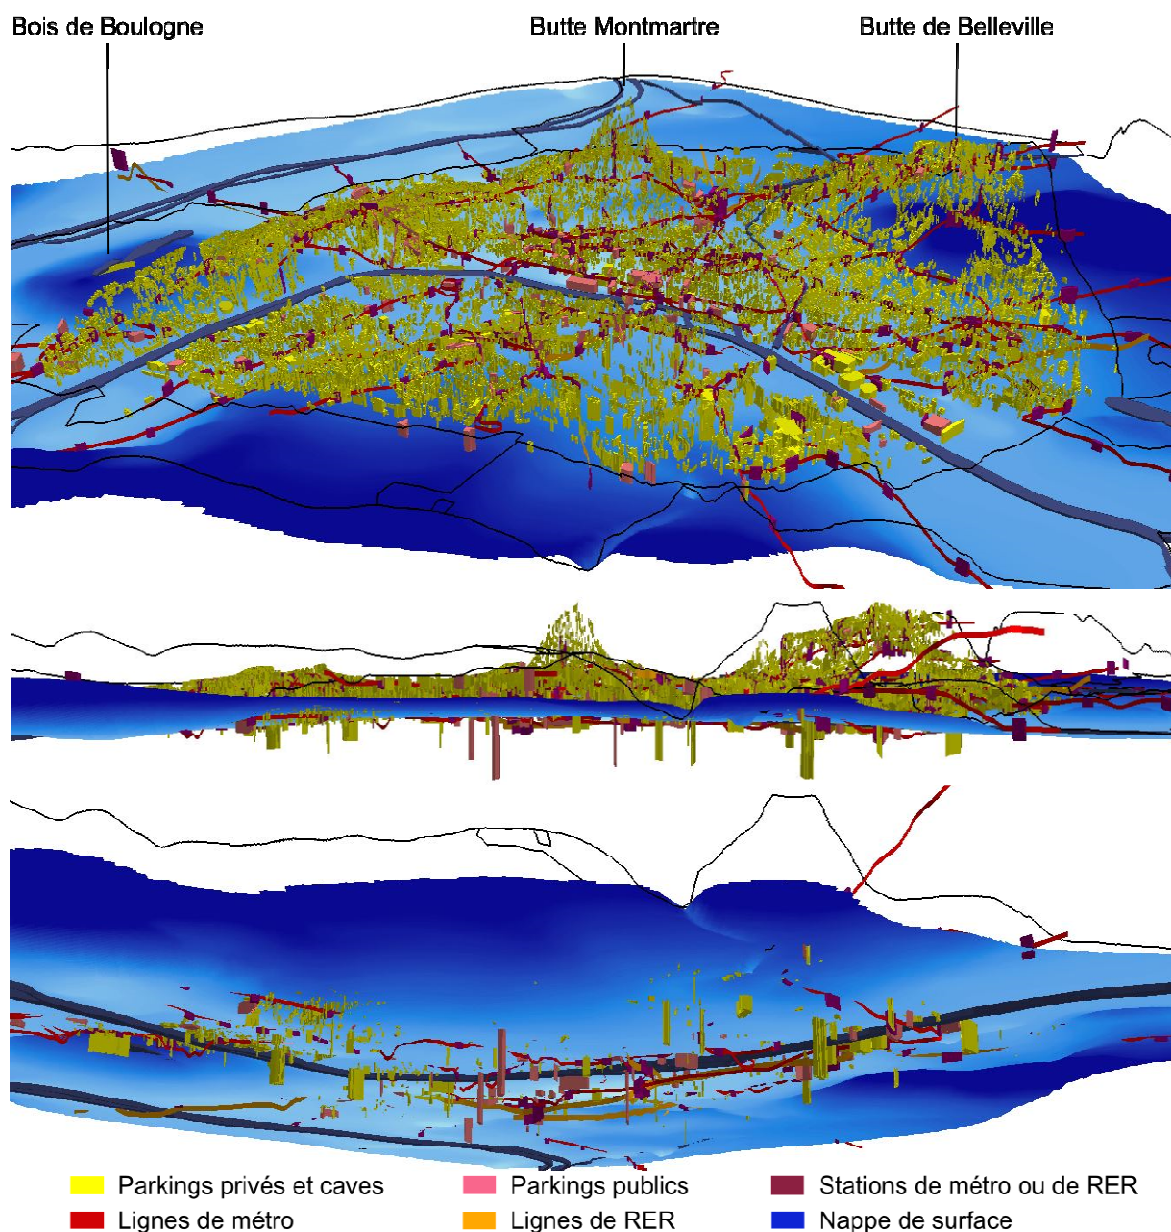 Bois de Boulogne Butte Montmartre Butte de Belleville
Parkings privés et caves Parkings publics Stations de métro ou de RER
Lignes de métro Lignes de RER Nappe de surface